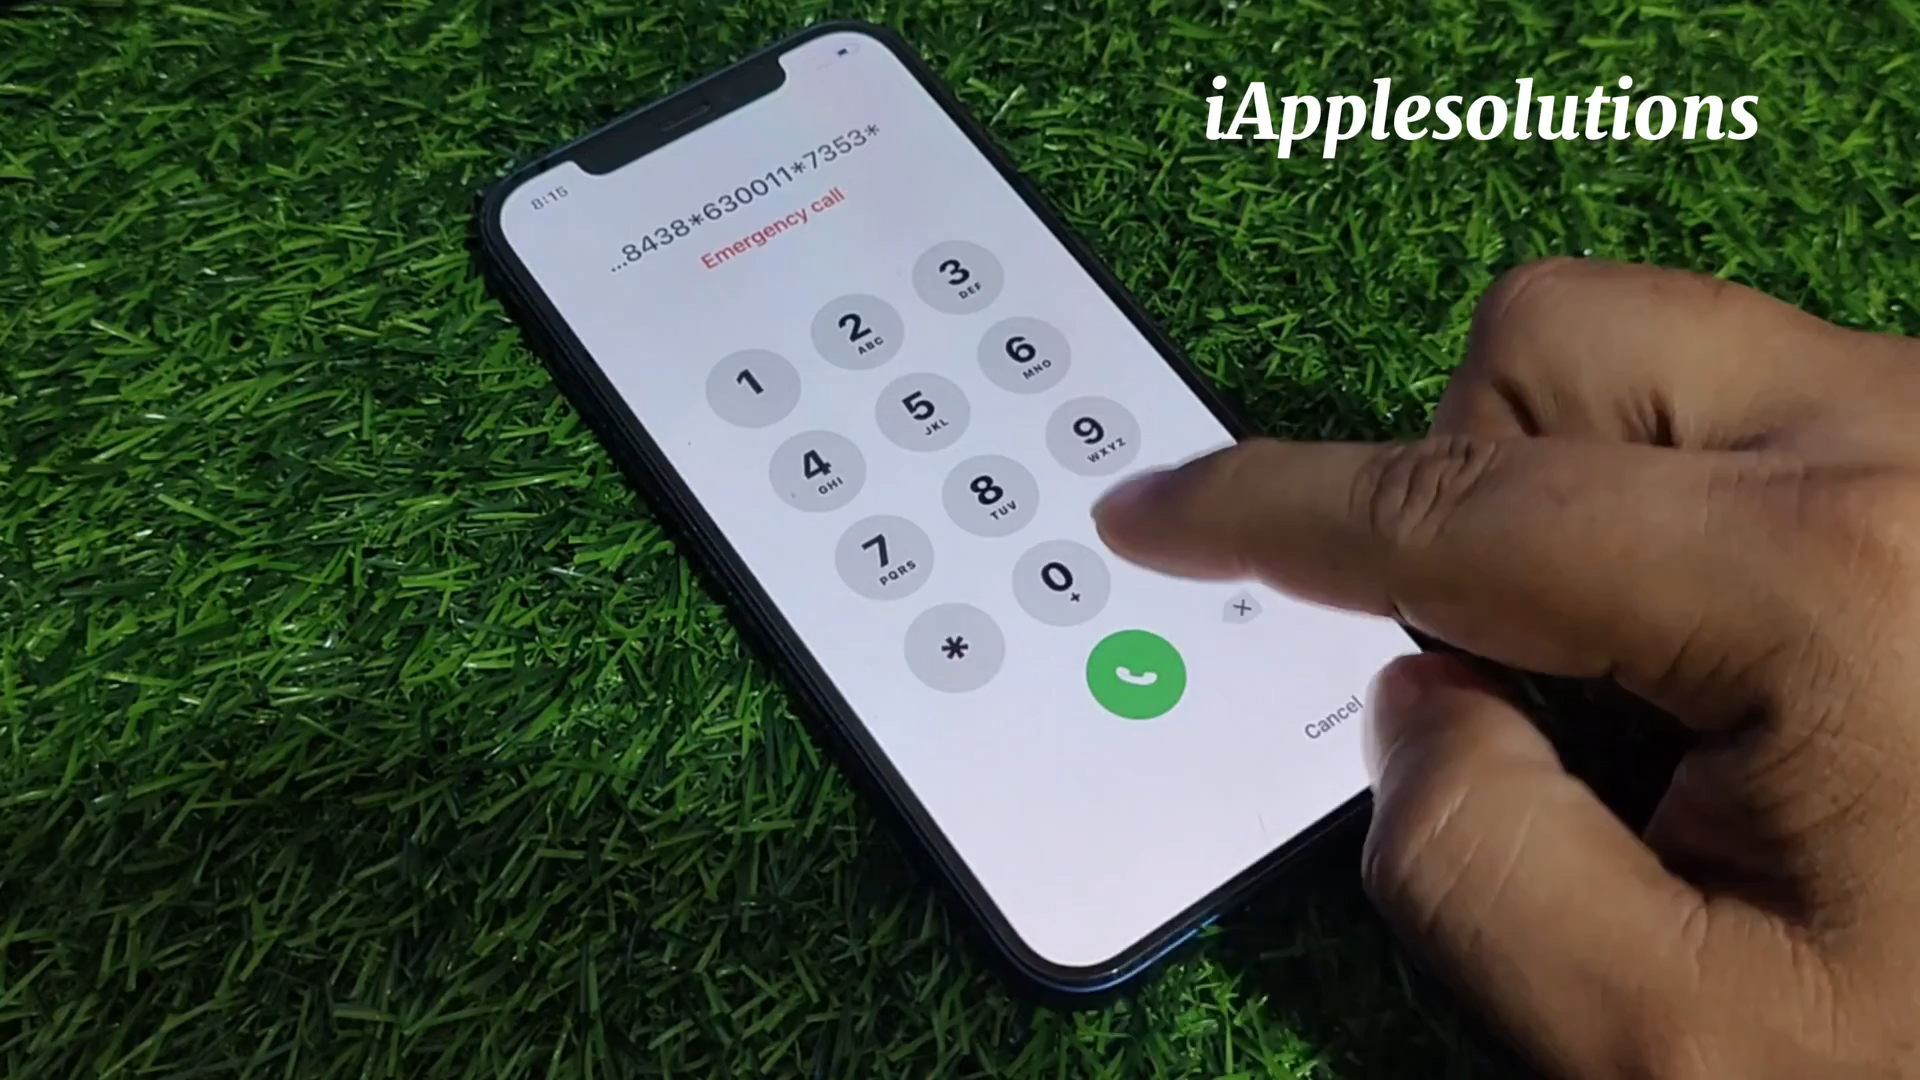 iApplesolutions
8:15
...8438*630011*7353*
Emergency call
1
2
ABC
3
DEF
4
GHI
5
JKL
6
MNO
7
PQRS
8
TUV
9
WXYZ
*
0
+
Cancel